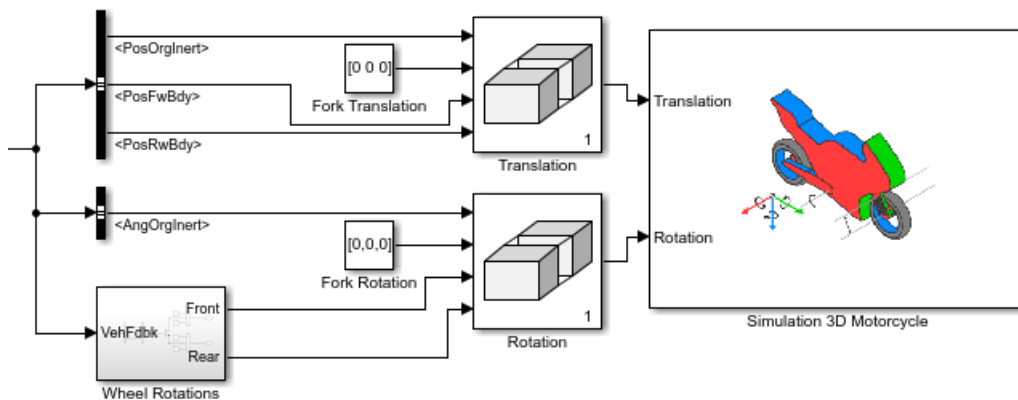 <PosOrgInert>
[0 0 0]
<PosFwBdy>
Fork Translation
<PosRwBdy>
1
Translation
Translation
<AngOrgInert>
[0,0,0]
Fork Rotation
1
Rotation
Rotation
Simulation 3D Motorcycle
Front
VehFdbk
Rear
Wheel Rotations